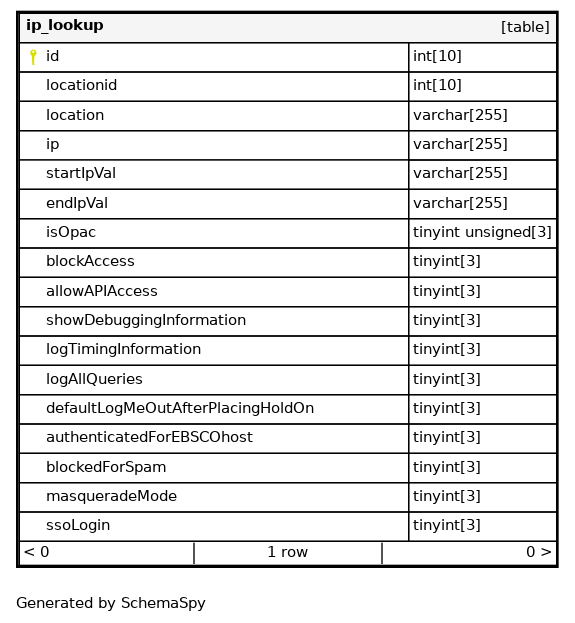 ip_lookup [table]
id int[10]
locationid int[10]
location varchar[255]
ip varchar[255]
startIpVal varchar[255]
endIpVal varchar[255]
isOpac tinyint unsigned[3]
blockAccess tinyint[3]
allowAPIAccess tinyint[3]
showDebuggingInformation tinyint[3]
logTimingInformation tinyint[3]
logAllQueries tinyint[3]
defaultLogMeOutAfterPlacingHoldOn tinyint[3]
authenticatedForEBSCOhost tinyint[3]
blockedForSpam tinyint[3]
masqueradeMode tinyint[3]
ssoLogin tinyint[3]
< 0 1 row 0 >
Generated by SchemaSpy